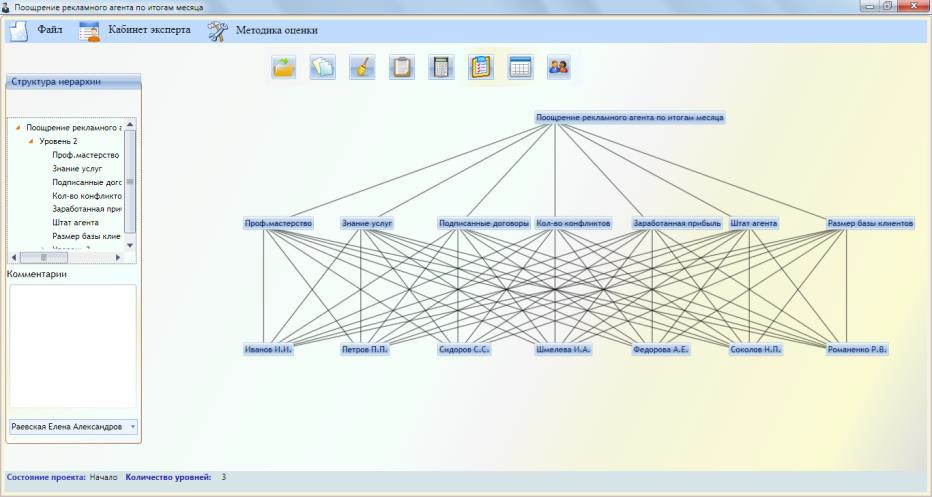 Поощрение рекламного агента по итогам месяца
Файл Кабинет эксперта Методика оценки
Структура иерархии
Поощрение рекламного а
Уровень 2
Проф.мастерство
Знание услуг
Подписанные догс
Кол-во конфликто
Заработанная при
Штат агента
Размер базы клие
Комментарии
Раевская Елена Александров
Поощрение рекламного агента по итогам месяца
Проф.мастерство Знание услуг Подписанные договоры Кол-во конфликтов Заработанная прибыль Штат агента Размер базы клиентов
Иванов И.И. Петров П.П. Сидоров С.С. Шмелева И.А. Федорова А.Е. Соколов Н.П. Романенко Р.В.
Состояние проекта: Начало Количество уровней: 3